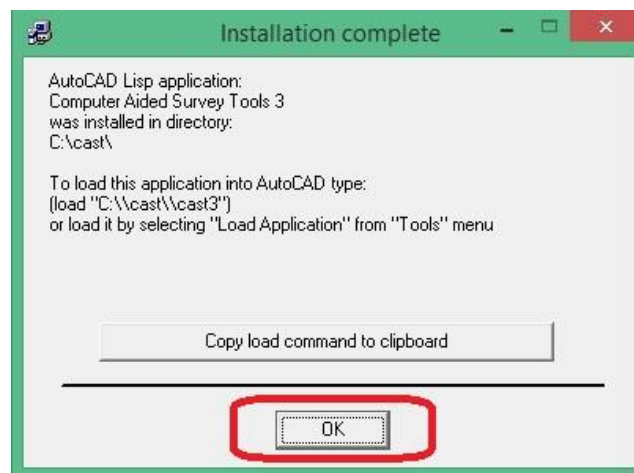 Installation complete
AutoCAD Lisp application:
Computer Aided Survey Tools 3
was installed in directory:
C:\cast\
To load this application into AutoCAD type:
(load "C:\\cast\\cast3")
or load it by selecting "Load Application" from "Tools" menu
Copy load command to clipboard
OK